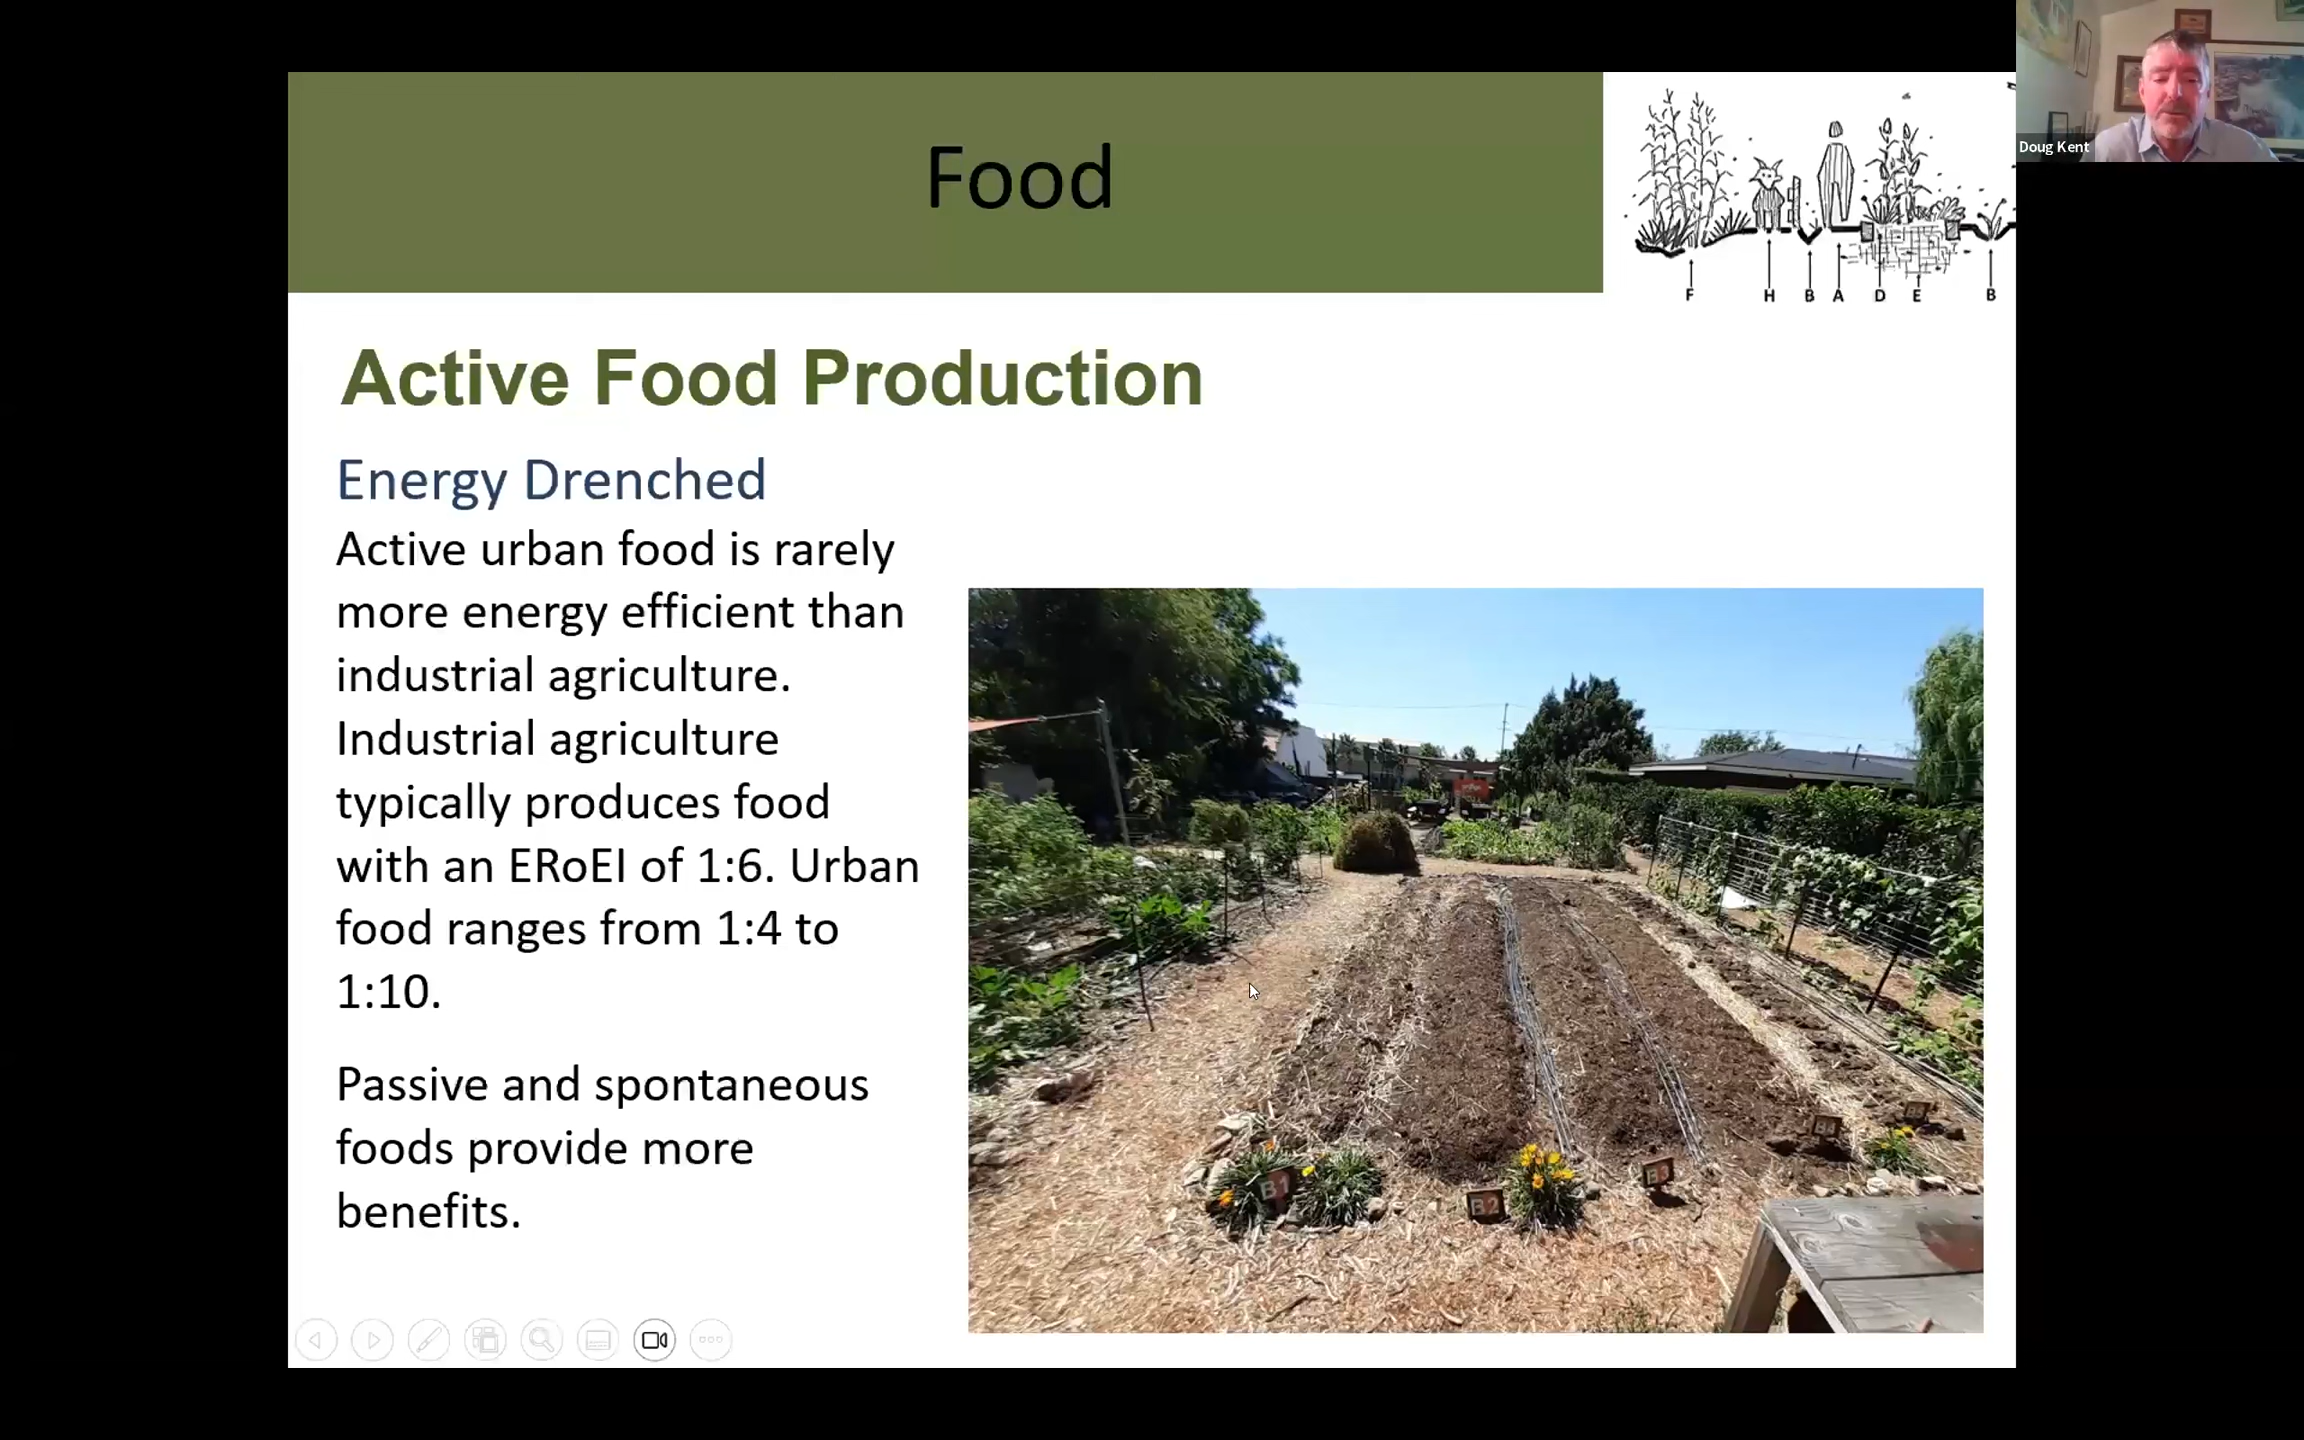 Food
Doug Kent
F H B A D E B
Active Food Production
Energy Drenched
Active urban food is rarely
more energy efficient than
industrial agriculture.
Industrial agriculture
typically produces food
with an ERoEI of 1:6. Urban
food ranges from 1:4 to
1:10.
Passive and spontaneous
foods provide more
benefits.
B1
B2
B3